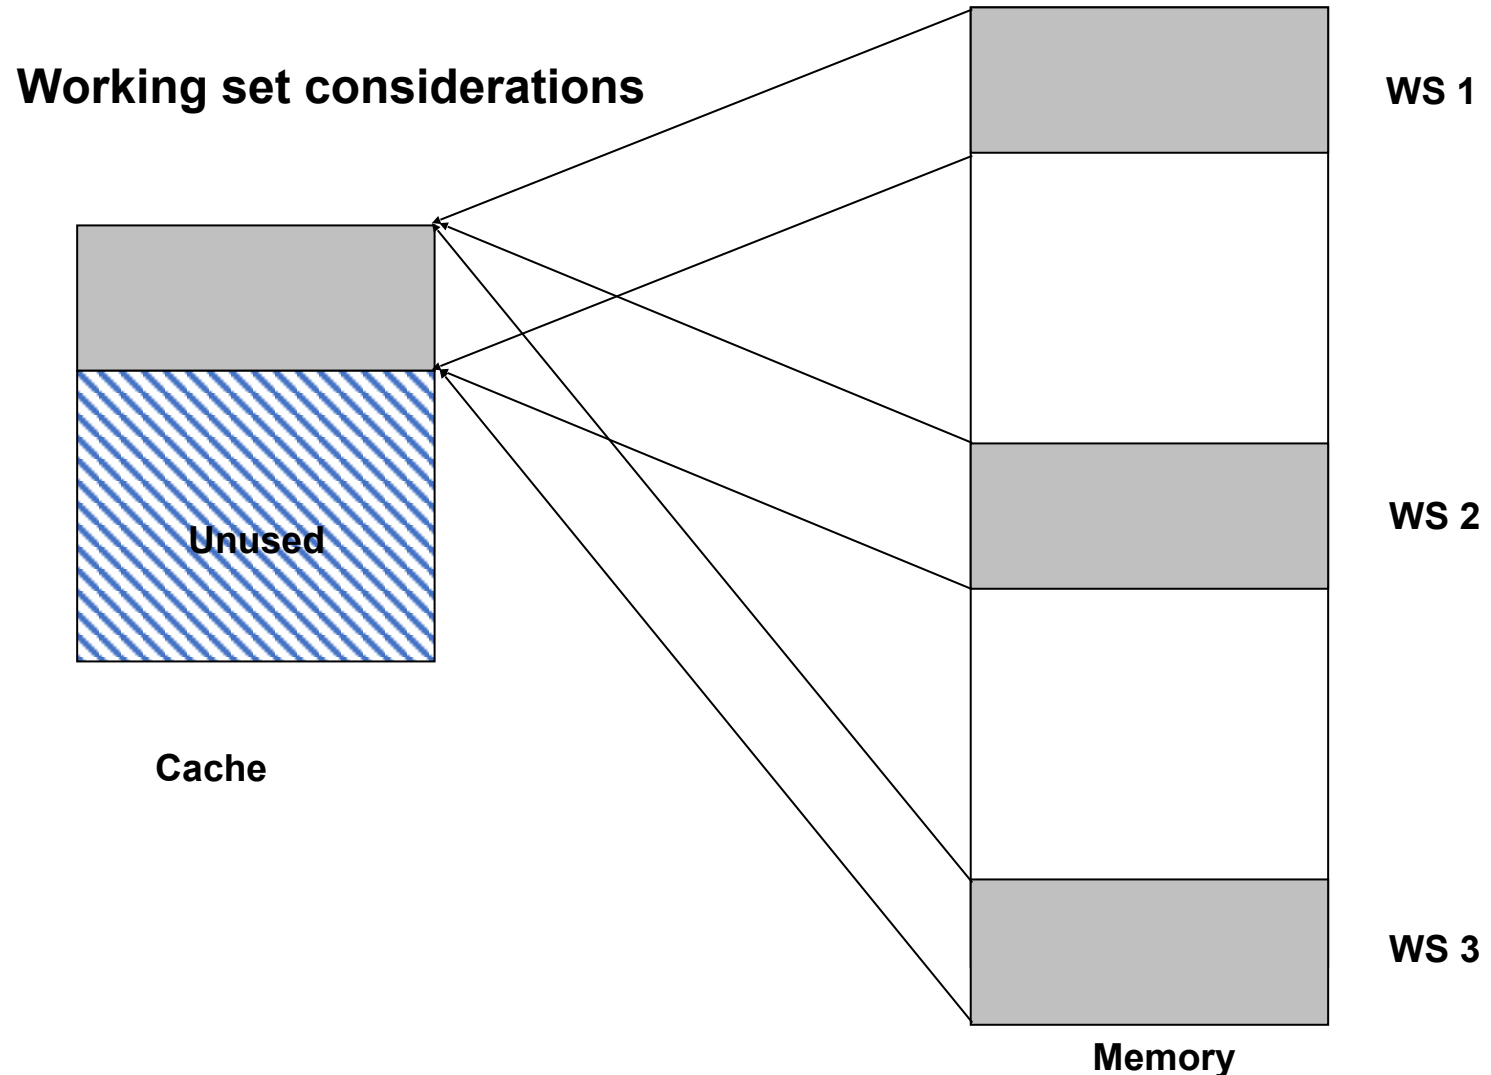 Working set considerations
WS 1
Unused
WS 2
Cache
WS 3
Memory